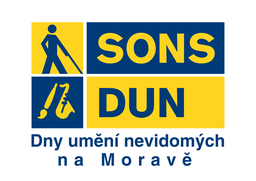 SONS
DUN
Dny umění nevidomých
na Moravě